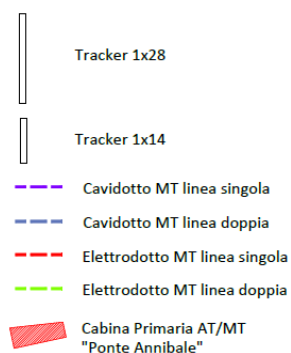 Tracker 1x28
Tracker 1x14
Cavidotto MT linea singola
Cavidotto MT linea doppia
Elettrodotto MT linea singola
Elettrodotto MT linea doppia
Cabina Primaria AT/MT
"Ponte Annibale"